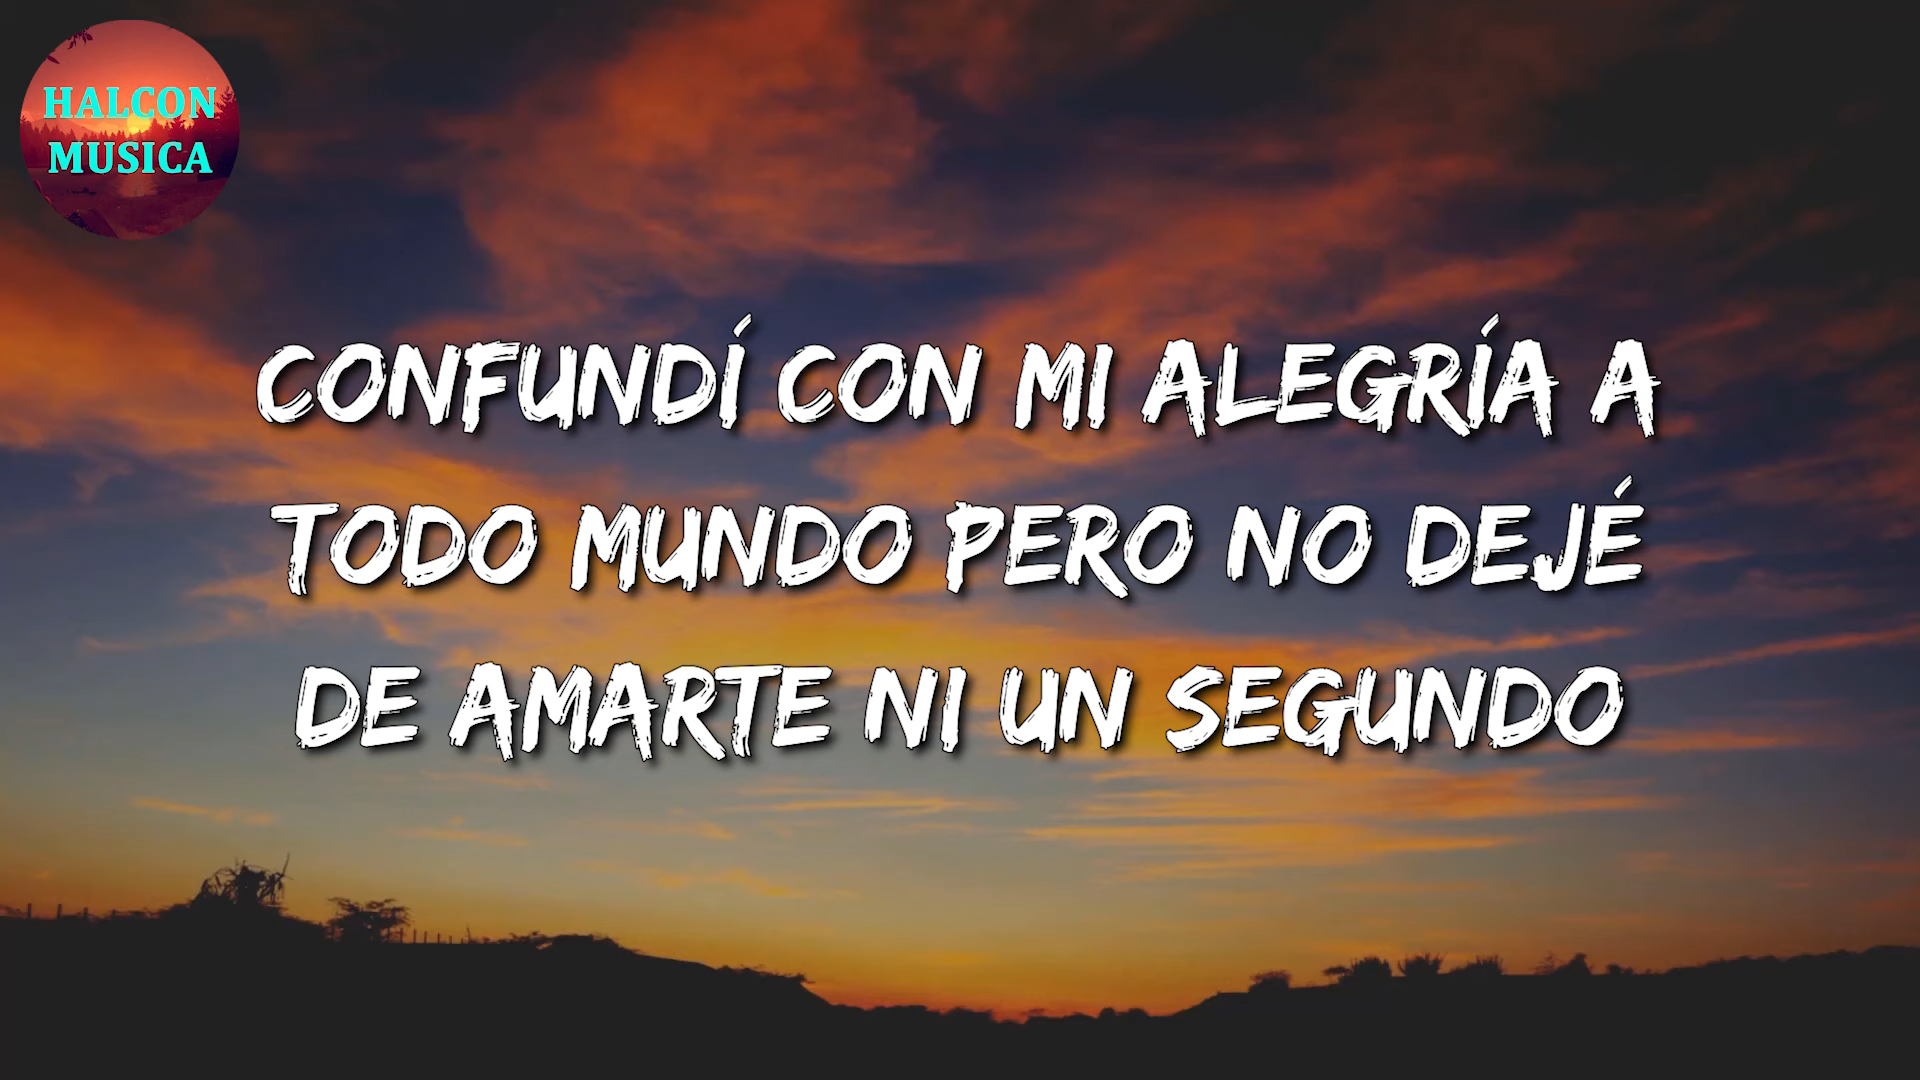 HALCON
MUSICA
CONFUNDÍ CON MI ALEGRÍA A
TODO MUNDO PERO NO DEJÉ
DE AMARTE NI UN SEGUNDO